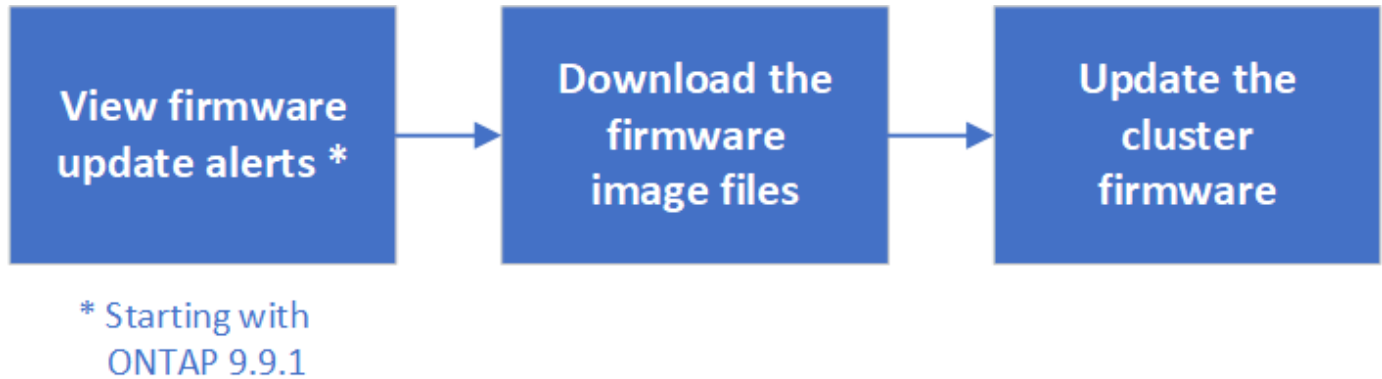 View firmware
update alerts *
Download the
firmware
image files
Update the
cluster
firmware
* Starting with
ONTAP 9.9.1